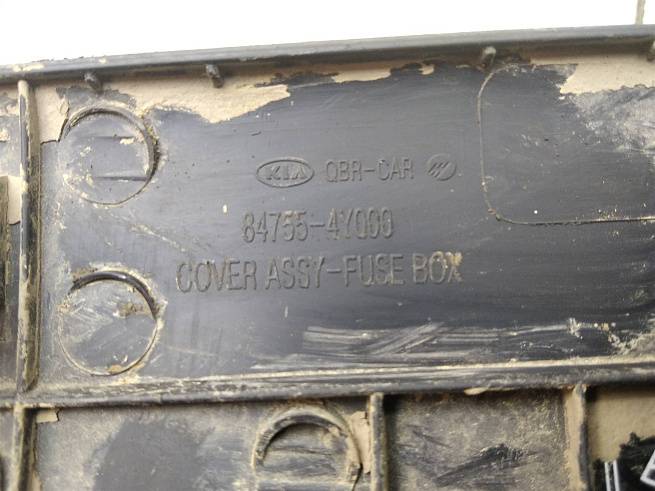 KIA QBR-CAR
84755-4Y000
COVER ASSY-FUSE BOX